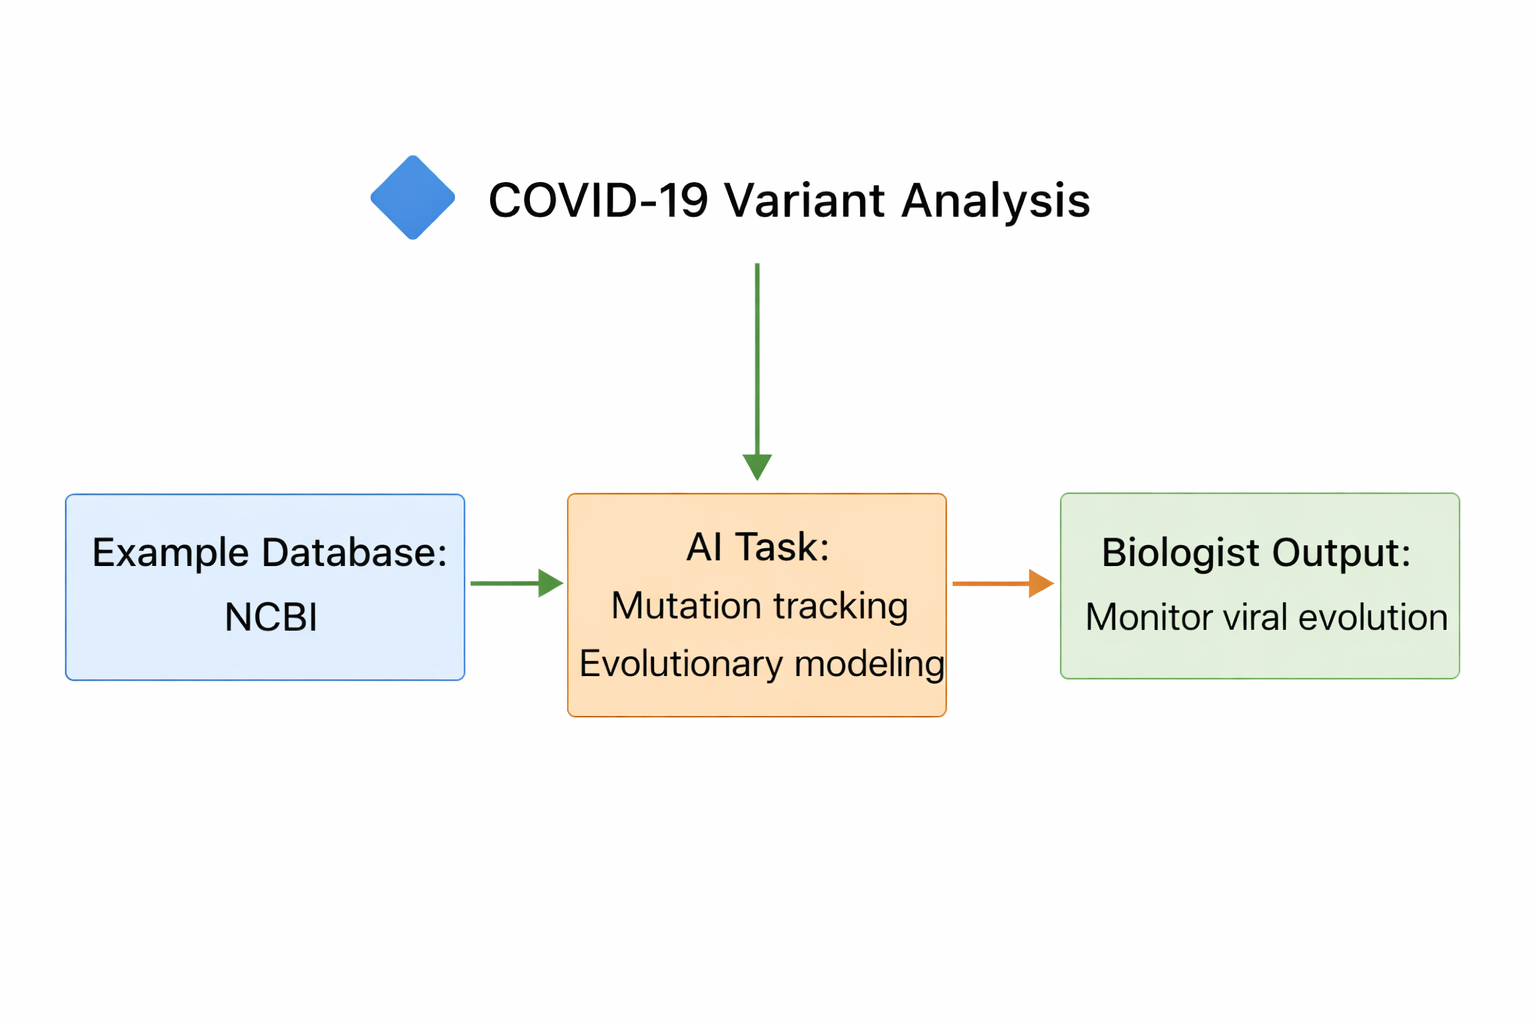 COVID-19 Variant Analysis
Example Database:
NCBI
AI Task:
Mutation tracking
Evolutionary modeling
Biologist Output:
Monitor viral evolution